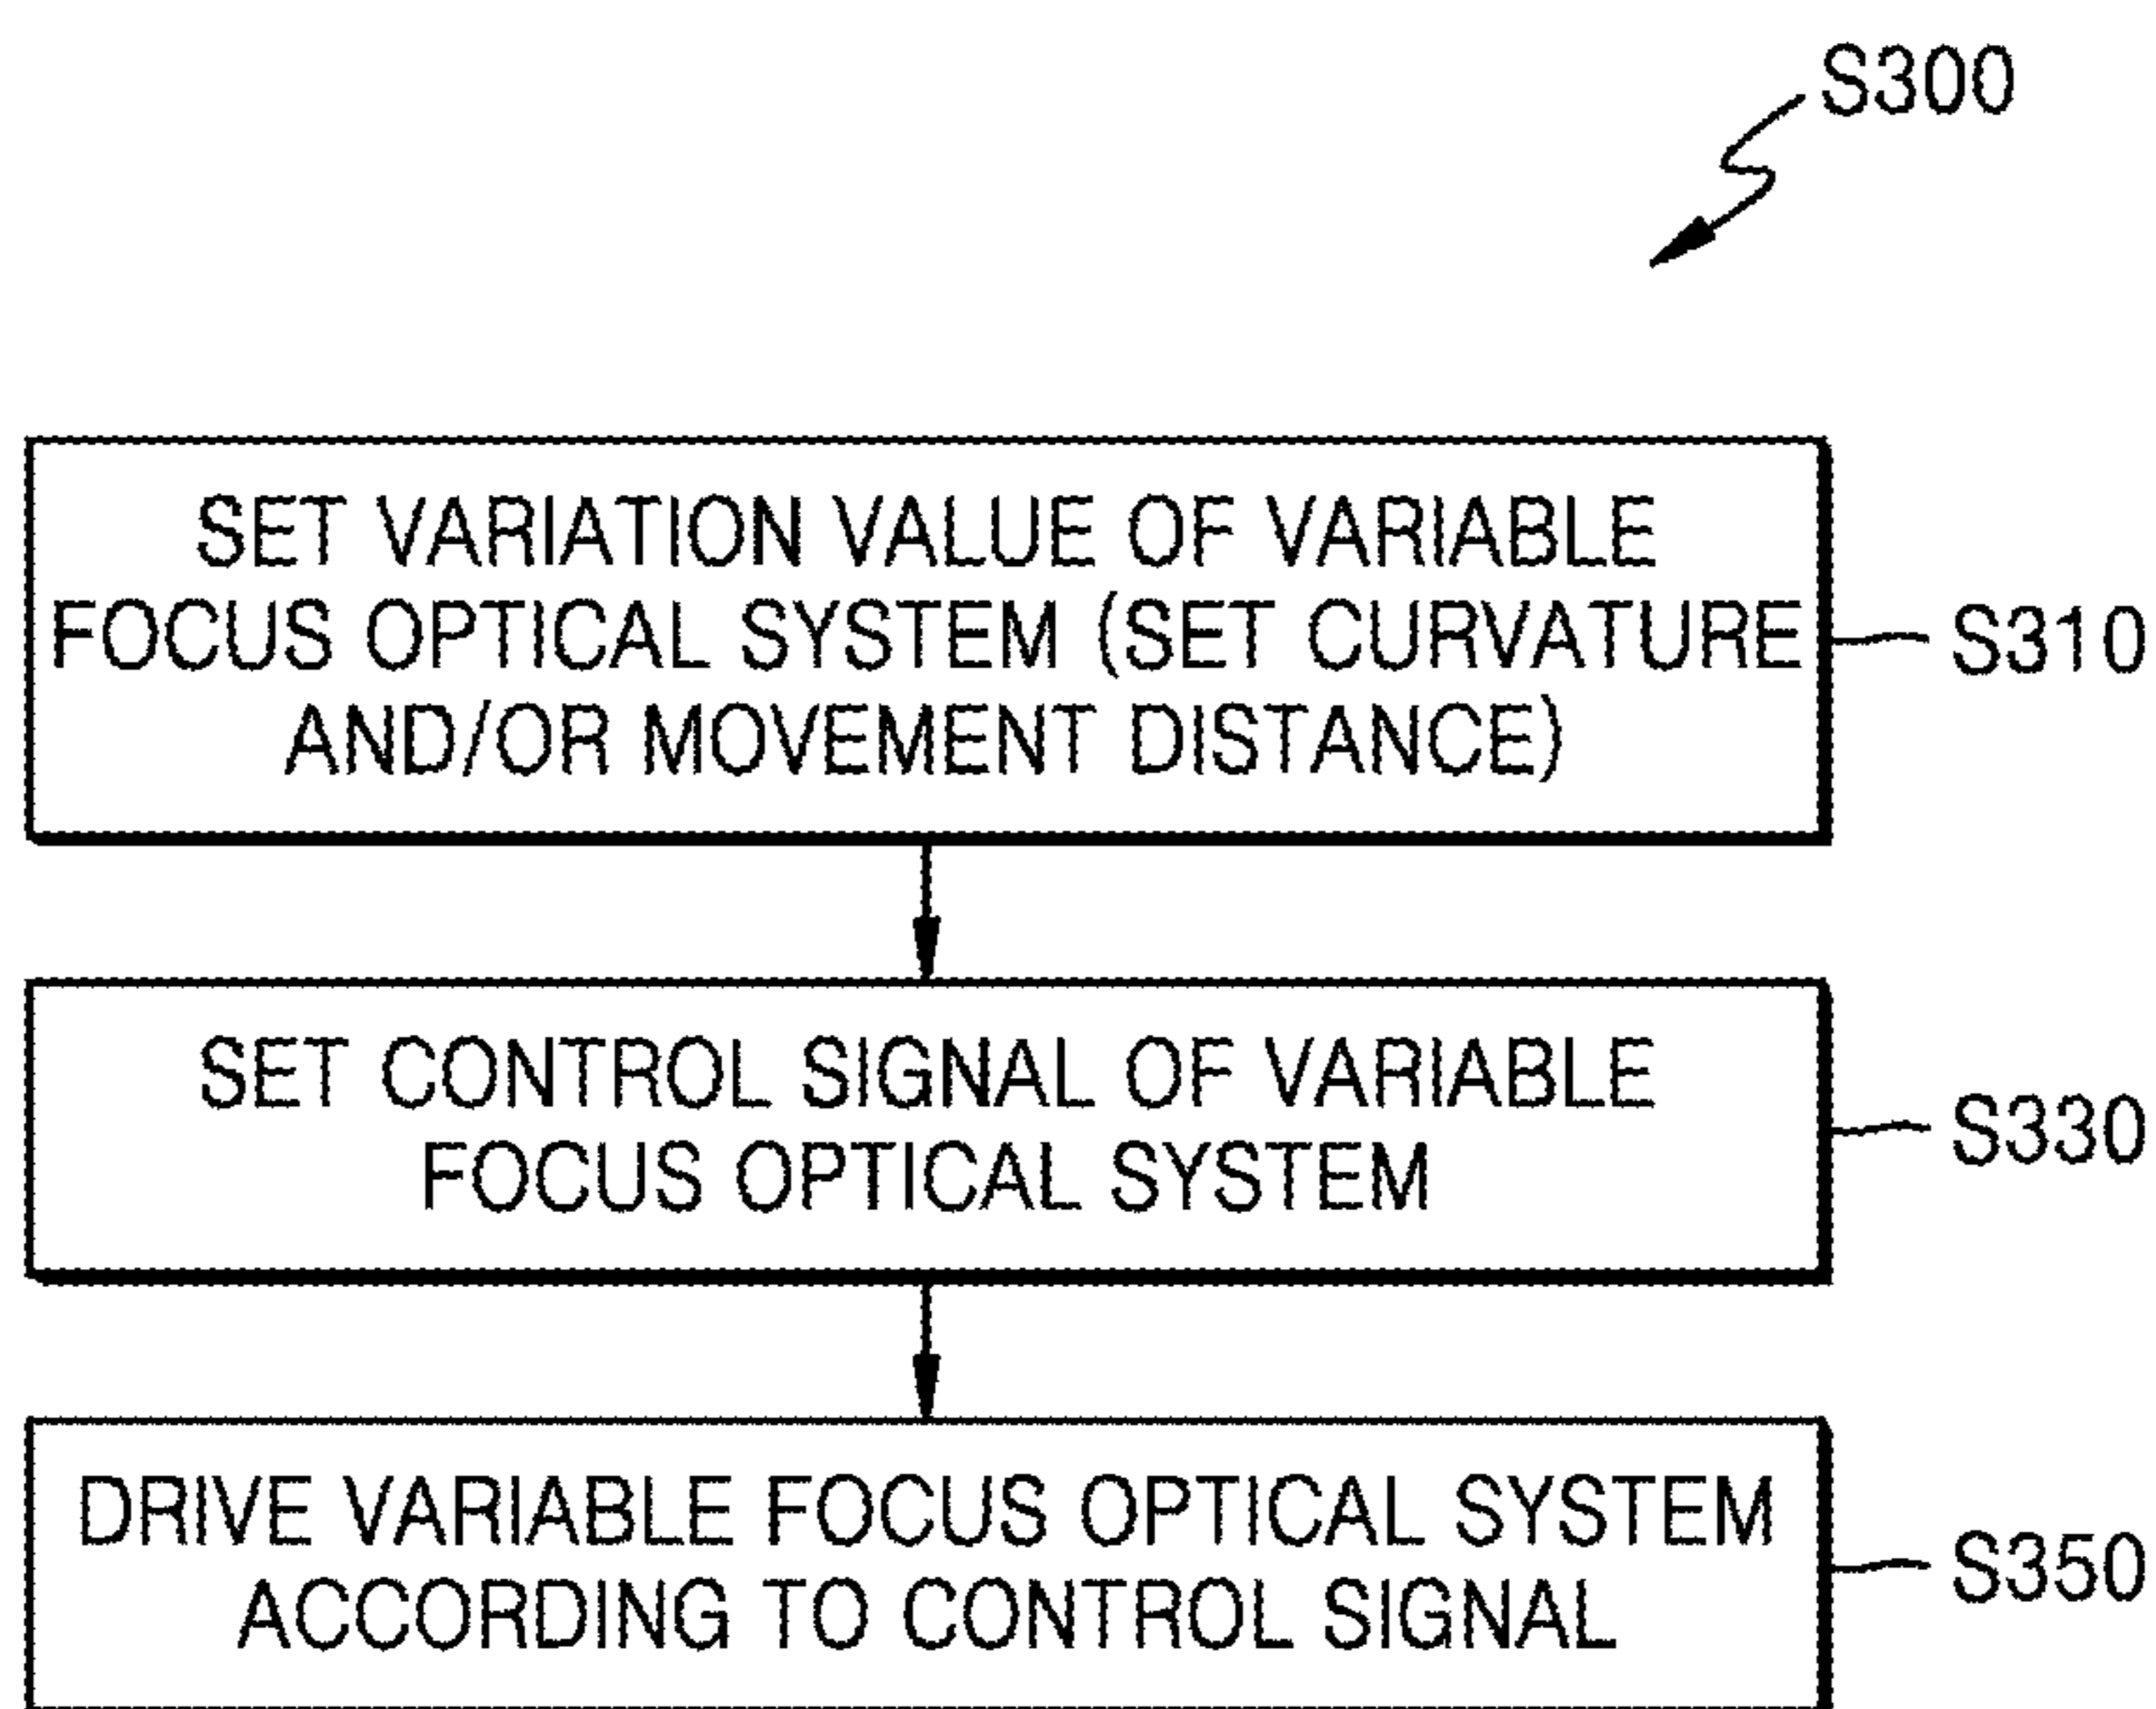 S300
SET VARIATION VALUE OF VARIABLE
FOCUS OPTICAL SYSTEM (SET CURVATURE
AND/OR MOVEMENT DISTANCE)
S310
SET CONTROL SIGNAL OF VARIABLE
FOCUS OPTICAL SYSTEM
S330
DRIVE VARIABLE FOCUS OPTICAL SYSTEM
ACCORDING TO CONTROL SIGNAL
S350